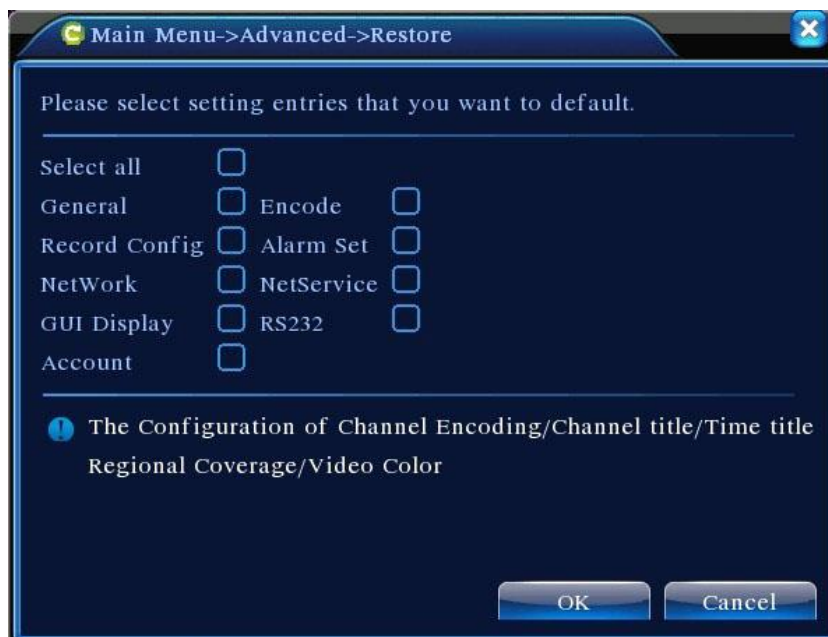 Main Menu->Advanced->Restore
Please select setting entries that you want to default.
Select all
General Encode
Record Config Alarm Set
NetWork NetService
GUI Display RS232
Account
The Configuration of Channel Encoding/Channel title/Time title
Regional Coverage/Video Color
OK Cancel